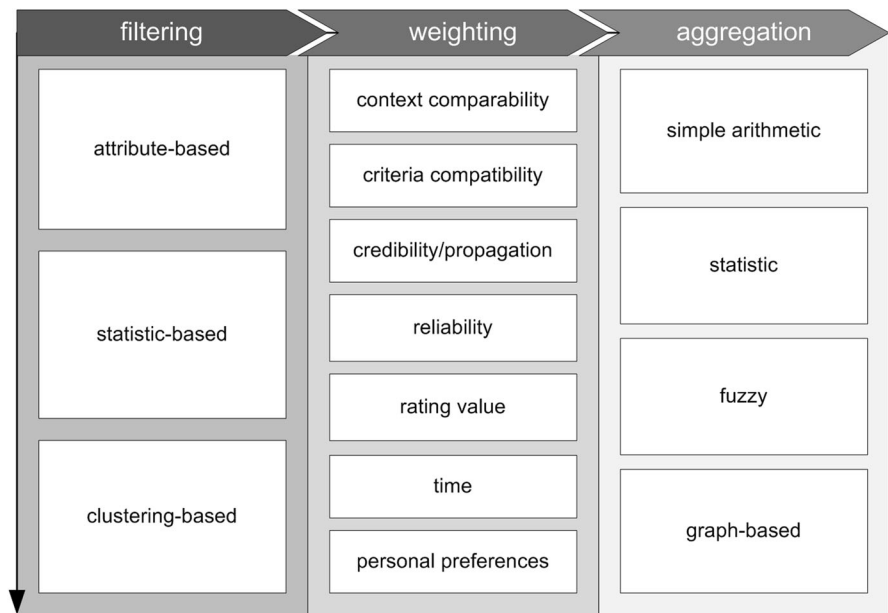 filtering
weighting
aggregation
attribute-based
statistic-based
clustering-based
context comparability
criteria compatibility
credibility/propagation
reliability
rating value
time
personal preferences
simple arithmetic
statistic
fuzzy
graph-based